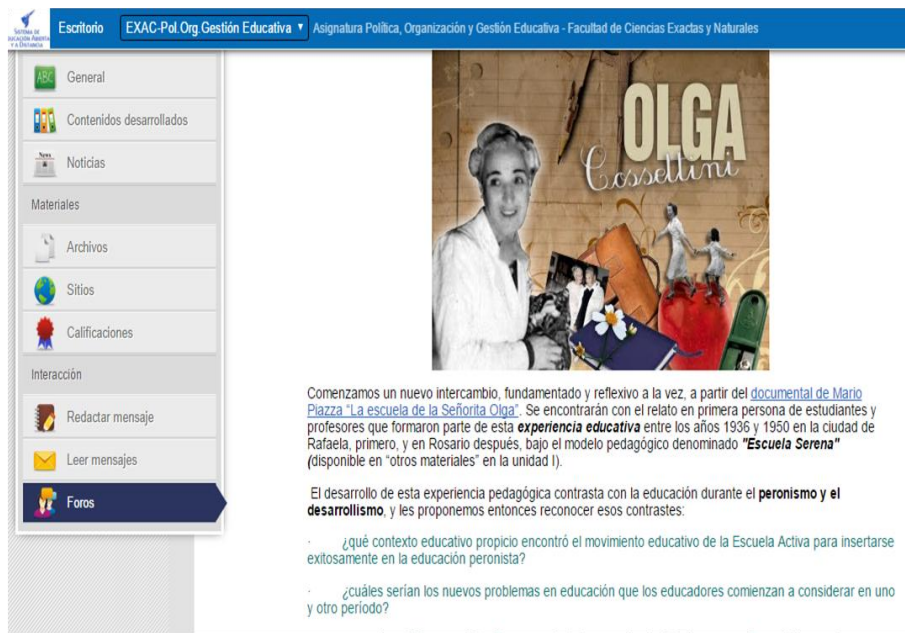 SISTEMA DE
EDUCACIÓN ABIERTA
Y A DISTANCIA
Escritorio
EXAC-Pol.Org.Gestión Educativa
Asignatura Política, Organización y Gestión Educativa - Facultad de Ciencias Exactas y Naturales
ABC
General
Contenidos desarrollados
News
Noticias
Materiales
Archivos
Sitios
Calificaciones
Interacción
Redactar mensaje
Leer mensajes
Foros
OLGA
Cossettini
Comenzamos un nuevo intercambio, fundamentado y reflexivo a la vez, a partir del documental de Mario
Piazza "La escuela de la Señorita Olga". Se encontrarán con el relato en primera persona de estudiantes y
profesores que formaron parte de esta experiencia educativa entre los años 1936 y 1950 en la ciudad de
Rafaela, primero, y en Rosario después, bajo el modelo pedagógico denominado "Escuela Serena"
(disponible en "otros materiales" en la unidad I).
El desarrollo de esta experiencia pedagógica contrasta con la educación durante el peronismo y el
desarrollismo, y les proponemos entonces reconocer esos contrastes:
· ¿qué contexto educativo propicio encontró el movimiento educativo de la Escuela Activa para insertarse
exitosamente en la educación peronista?
· ¿cuáles serían los nuevos problemas en educación que los educadores comienzan a considerar en uno
y otro período?